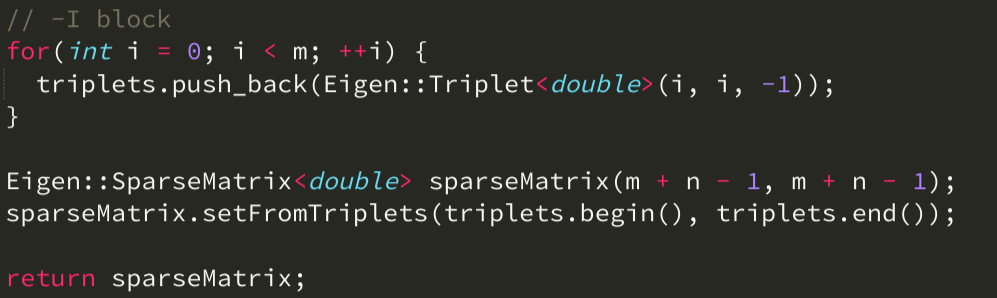 // -I block
for(int i = 0; i < m; ++i) {
  triplets.push_back(Eigen::Triplet<double>(i, i, -1));
}
Eigen::SparseMatrix<double> sparseMatrix(m + n - 1, m + n - 1);
sparseMatrix.setFromTriplets(triplets.begin(), triplets.end());
return sparseMatrix;